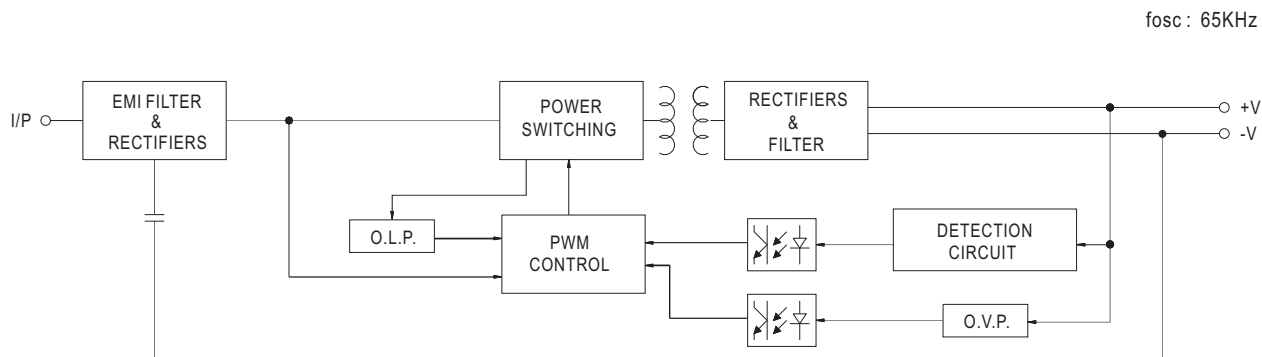 fosc : 65KHz
I/P
EMI FILTER
&
RECTIFIERS
POWER
SWITCHING
RECTIFIERS
&
FILTER
+V
-V
O.L.P.
PWM
CONTROL
DETECTION
CIRCUIT
O.V.P.